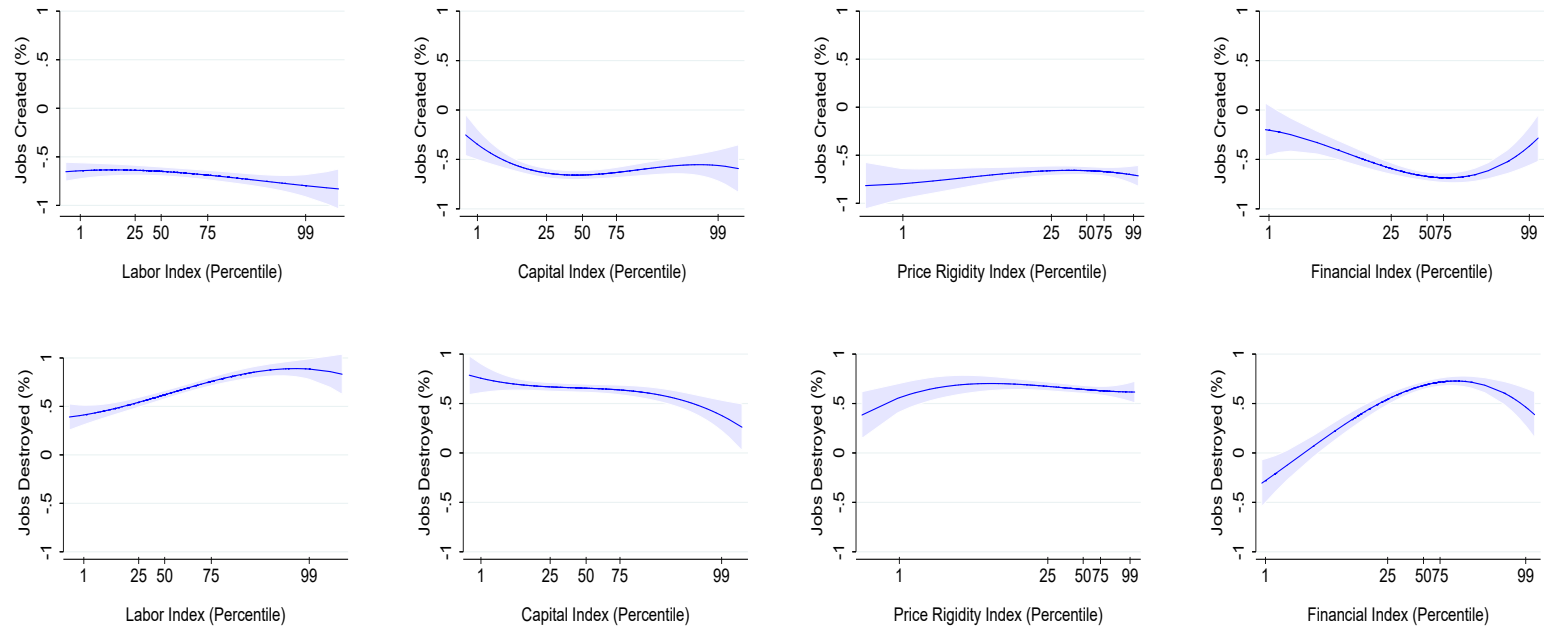 Jobs Created (%)
1
.5
0
-.5
-1
1 25 50 75 99
Labor Index (Percentile)
Jobs Created (%)
1
.5
0
-.5
-1
1 25 50 75 99
Capital Index (Percentile)
Jobs Created (%)
1
.5
0
-.5
-1
1 25 5075 99
Price Rigidity Index (Percentile)
Jobs Created (%)
1
.5
0
-.5
-1
1 25 5075 99
Financial Index (Percentile)
Jobs Destroyed (%)
1
.5
0
-.5
-1
1 25 50 75 99
Labor Index (Percentile)
Jobs Destroyed (%)
1
.5
0
-.5
-1
1 25 50 75 99
Capital Index (Percentile)
Jobs Destroyed (%)
1
.5
0
-.5
-1
1 25 5075 99
Price Rigidity Index (Percentile)
Jobs Destroyed (%)
1
.5
0
-.5
-1
1 25 5075 99
Financial Index (Percentile)